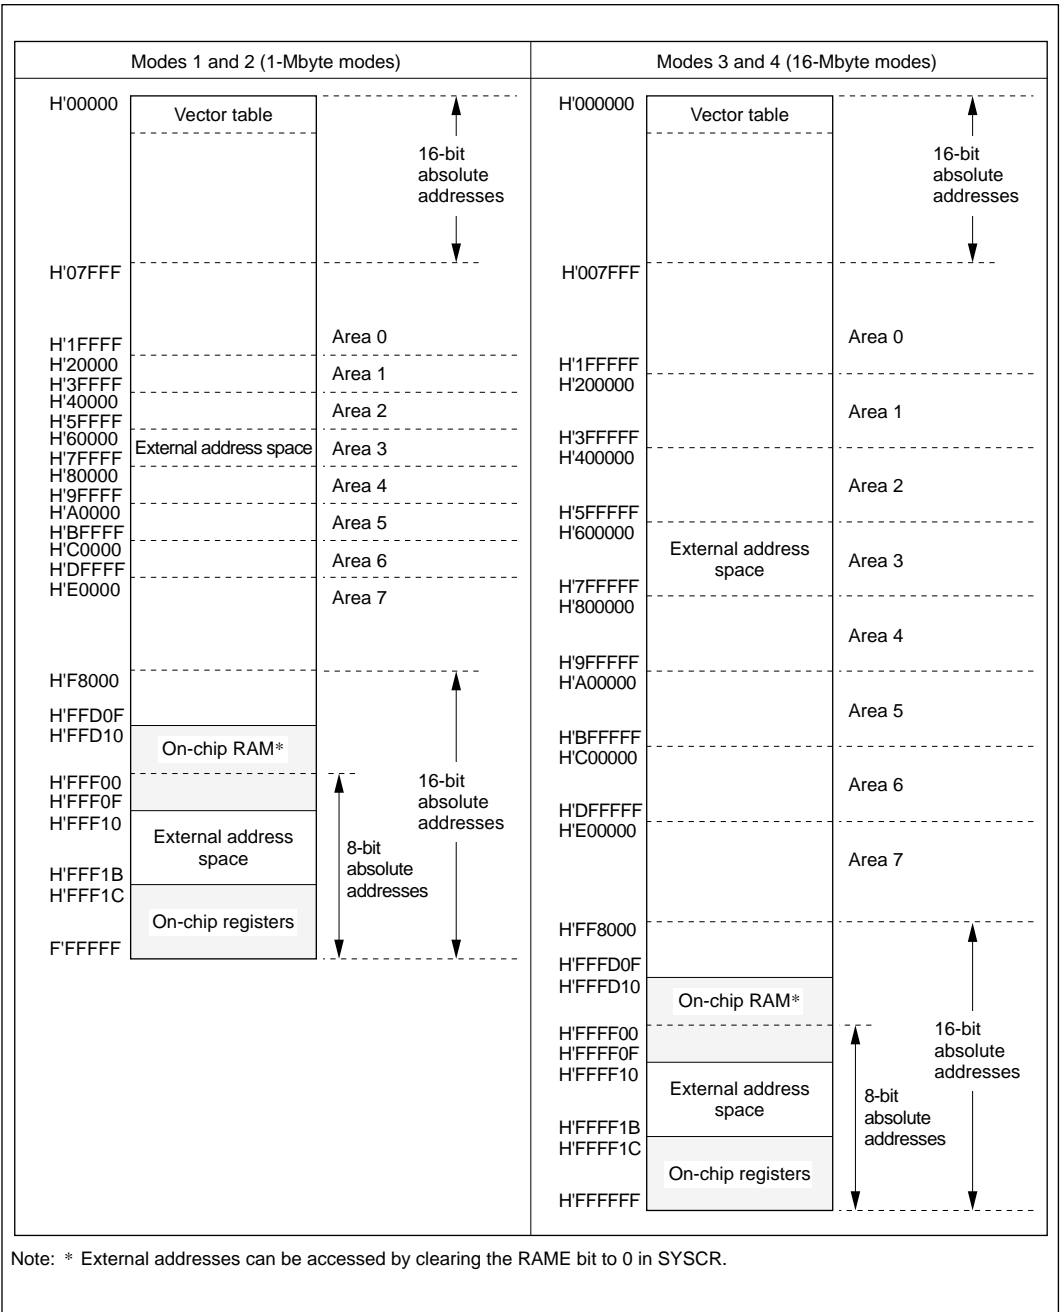 Modes 1 and 2 (1-Mbyte modes)
H'00000
Vector table
16-bit
absolute
addresses
H'07FFF
H'1FFFF
Area 0
H'20000
H'3FFFF
Area 1
H'40000
H'5FFFF
Area 2
H'60000
H'7FFFF
External address space
Area 3
H'80000
H'9FFFF
Area 4
H'A0000
H'BFFFF
Area 5
H'C0000
H'DFFFF
Area 6
H'E0000
Area 7
H'F8000
H'FFD0F
H'FFD10
On-chip RAM*
H'FFF00
H'FFF0F
H'FFF10
16-bit
absolute
addresses
External address
space
8-bit
absolute
addresses
H'FFF1B
H'FFF1C
On-chip registers
F'FFFFF
Modes 3 and 4 (16-Mbyte modes)
H'000000
Vector table
16-bit
absolute
addresses
H'007FFF
Area 0
H'1FFFFF
H'200000
Area 1
H'3FFFFF
H'400000
Area 2
H'5FFFFF
H'600000
External address
space
Area 3
H'7FFFFF
H'800000
Area 4
H'9FFFFF
H'A00000
Area 5
H'BFFFFF
H'C00000
Area 6
H'DFFFFF
H'E00000
Area 7
H'FF8000
H'FFFD0F
H'FFFD10
On-chip RAM*
H'FFFF00
H'FFFF0F
H'FFFF10
16-bit
absolute
addresses
External address
space
8-bit
absolute
addresses
H'FFFF1B
H'FFFF1C
On-chip registers
H'FFFFFF
Note: * External addresses can be accessed by clearing the RAME bit to 0 in SYSCR.